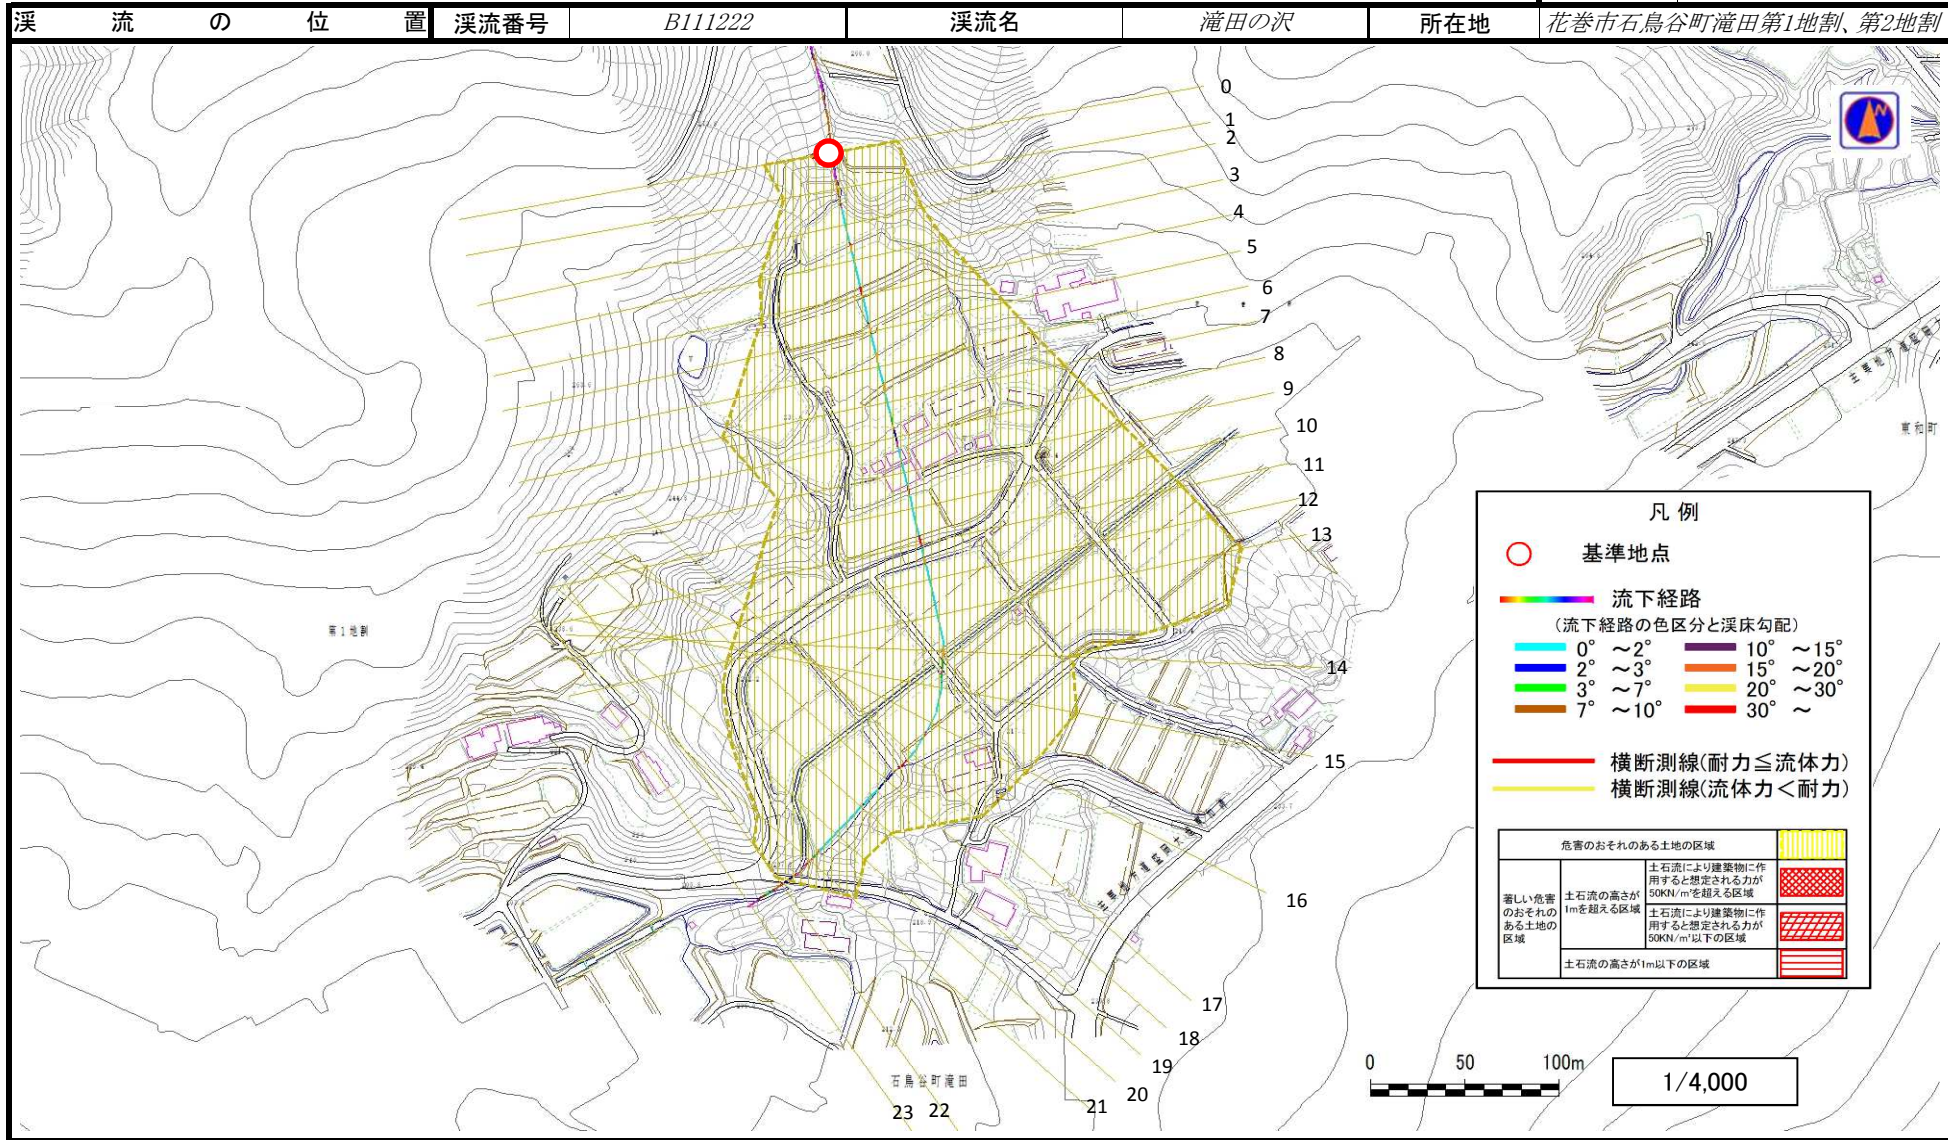 渓流の位置 渓流番号 B111222 渓流名 滝田の沢 所在地 花巻市石鳥谷町滝田第1地割、第2地割
N
0
1
2
3
4
5
6
7
8
9
10
11
12
13
14
15
16
17
18
19
20
21
22
23
第1地割
東和町
石鳥谷町滝田
凡例
基準地点
流下経路
(流下経路の色区分と渓床勾配)
0° ～2° 10° ～15°
2° ～3° 15° ～20°
3° ～7° 20° ～30°
7° ～10° 30° ～
横断測線(耐力≦流体力)
横断測線(流体力＜耐力)
危害のおそれのある土地の区域
著しい危害
のおそれの
ある土地の
区域
土石流の高さが
1mを超える区域
土石流により建築物に作
用すると想定される力が
50KN/㎡を超える区域
土石流により建築物に作
用すると想定される力が
50KN/㎡以下の区域
土石流の高さが1m以下の区域
0 50 100m
1/4,000